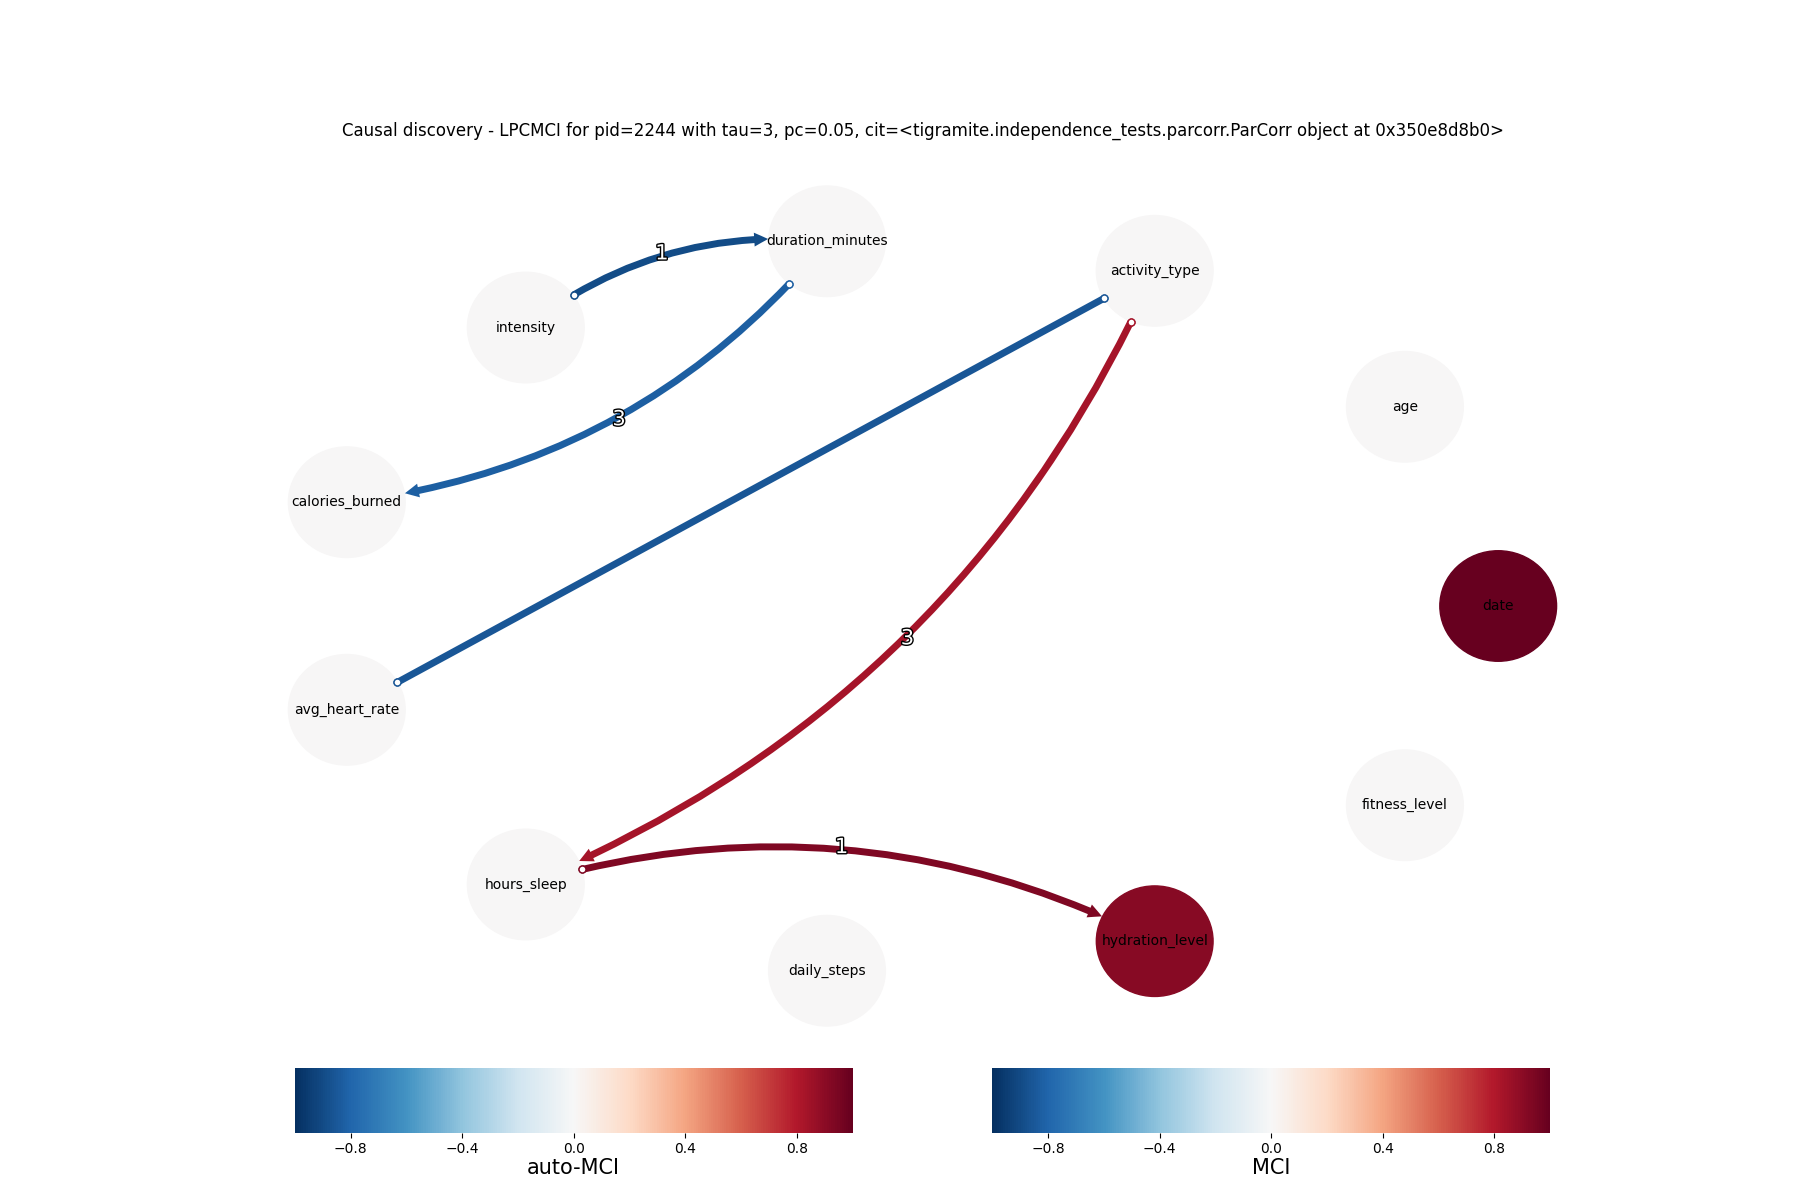 Causal discovery - LPCMCI for pid=2244 with tau=3, pc=0.05, cit=<tigramite.independence_tests.parcorr.ParCorr object at 0x350e8d8b0>
duration_minutes
1
activity_type
intensity
age
3
calories_burned
date
3
avg_heart_rate
fitness_level
1
hours_sleep
hydration_level
daily_steps
−0.8 −0.4 0.0 0.4 0.8
auto-MCI
−0.8 −0.4 0.0 0.4 0.8
MCI